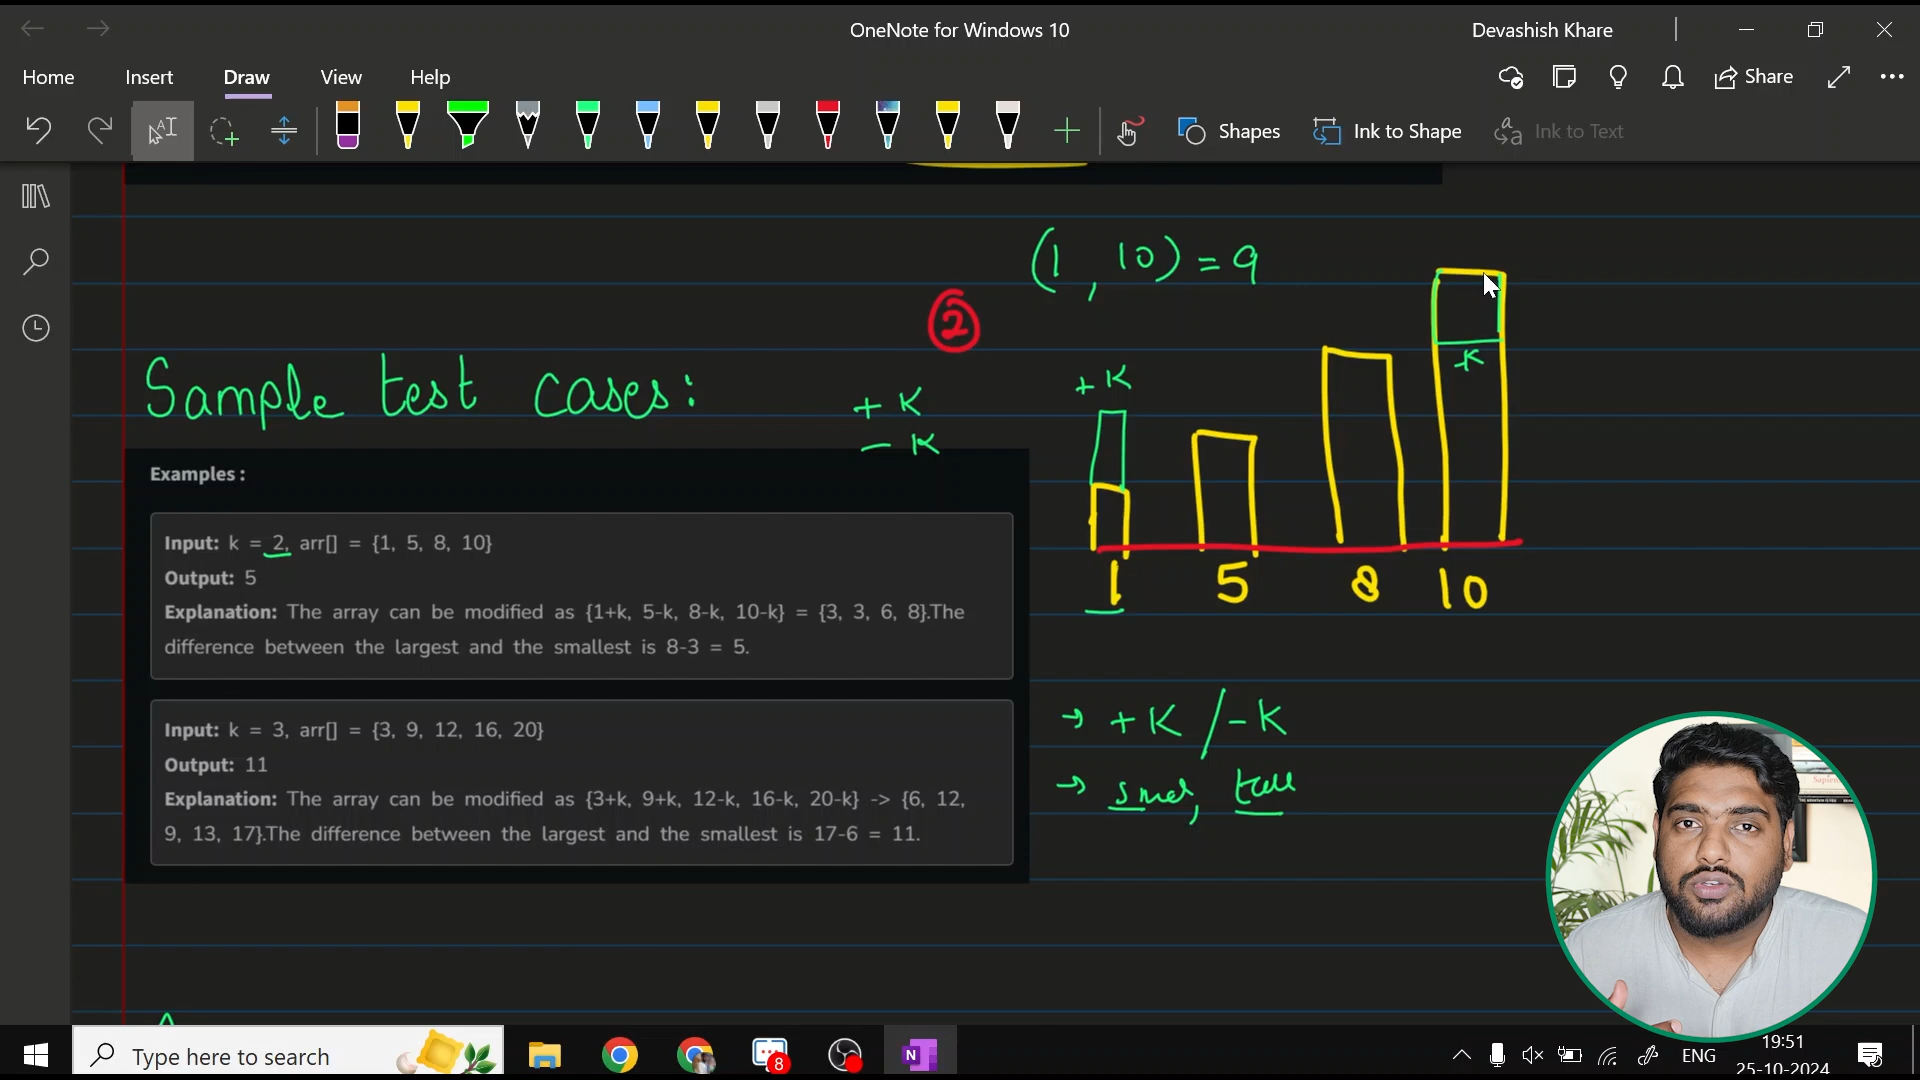 OneNote for Windows 10
Devashish Khare
Home Insert Draw View Help
Share
Shapes
Ink to Shape
Ink to Text
(1, 10) = 9
2
Sample test cases:
+ K
- K
+ K
-K
1 5 8 10
Examples :
Input: k = 2, arr[] = {1, 5, 8, 10}
Output: 5
Explanation: The array can be modified as {1+k, 5-k, 8-k, 10-k} = {3, 3, 6, 8}.The
difference between the largest and the smallest is 8-3 = 5.
Input: k = 3, arr[] = {3, 9, 12, 16, 20}
Output: 11
Explanation: The array can be modified as {3+k, 9+k, 12-k, 16-k, 20-k} -> {6, 12,
9, 13, 17}.The difference between the largest and the smallest is 17-6 = 11.
→ +K / -K
→ small, tall
Type here to search
8
N
ENG
19:51
25-10-2024